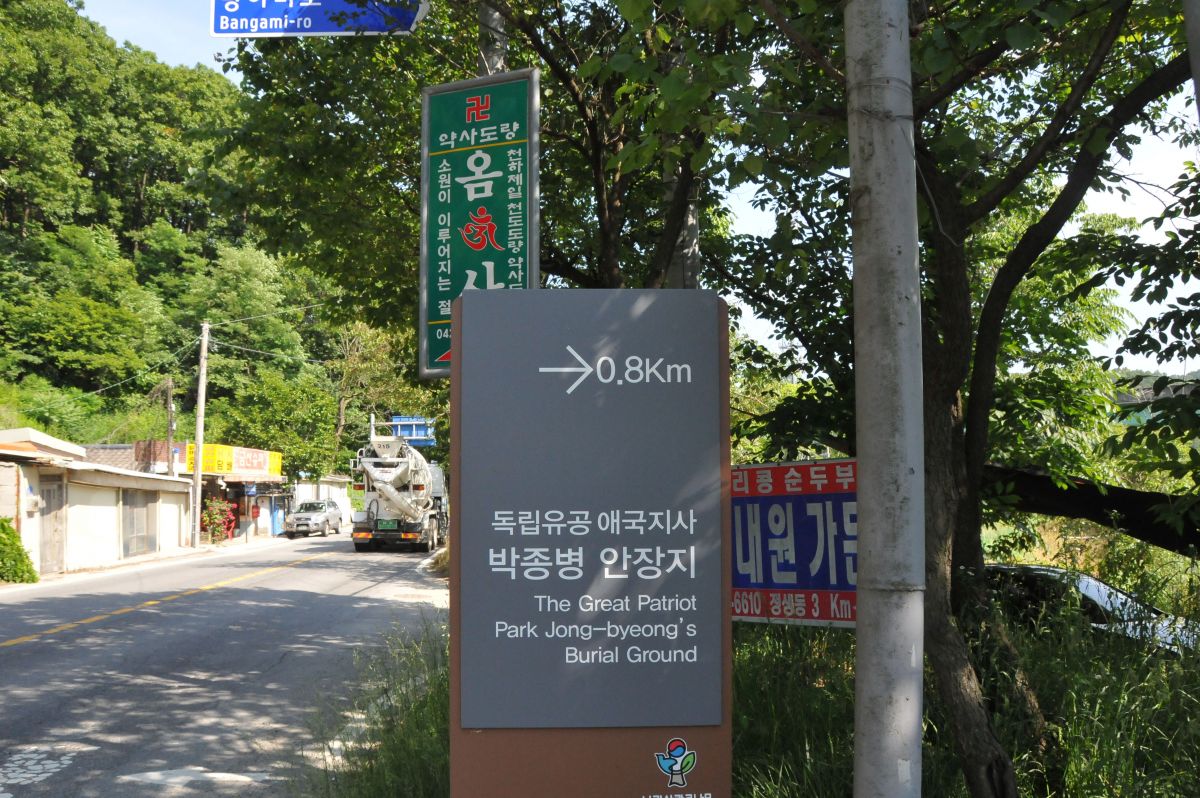 Bangami-ro
卍
약사도량
옴
사
소원이 이루어지는 절
천하제일 천도도량 약사도
042
→0.8Km
독립유공 애국지사
박종병 안장지
The Great Patriot
Park Jong-byeong's
Burial Ground
리콩순두부
내원 가든
-6610 정생동 3 Km